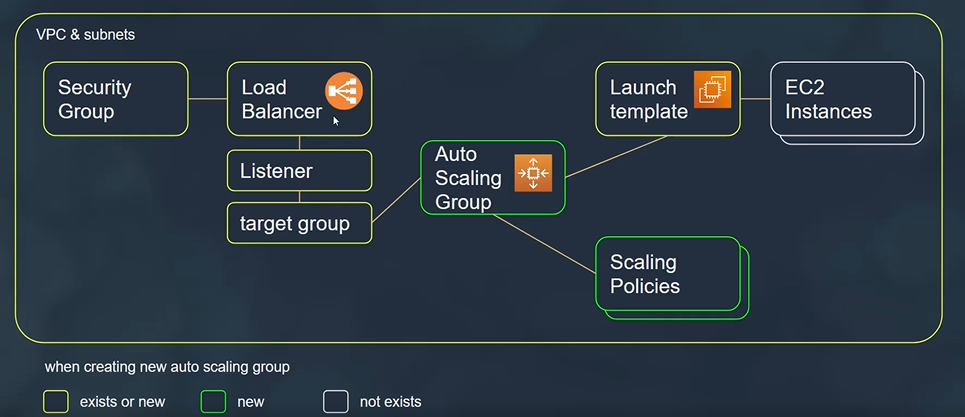 VPC & subnets
Security
Group
Load
Balancer
Listener
target group
Auto
Scaling
Group
Launch
template
EC2
Instances
Scaling
Policies
when creating new auto scaling group
exists or new
new
not exists